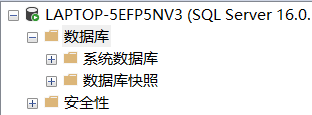 LAPTOP-5EFP5NV3 (SQL Server 16.0.
数据库
系统数据库
数据库快照
安全性